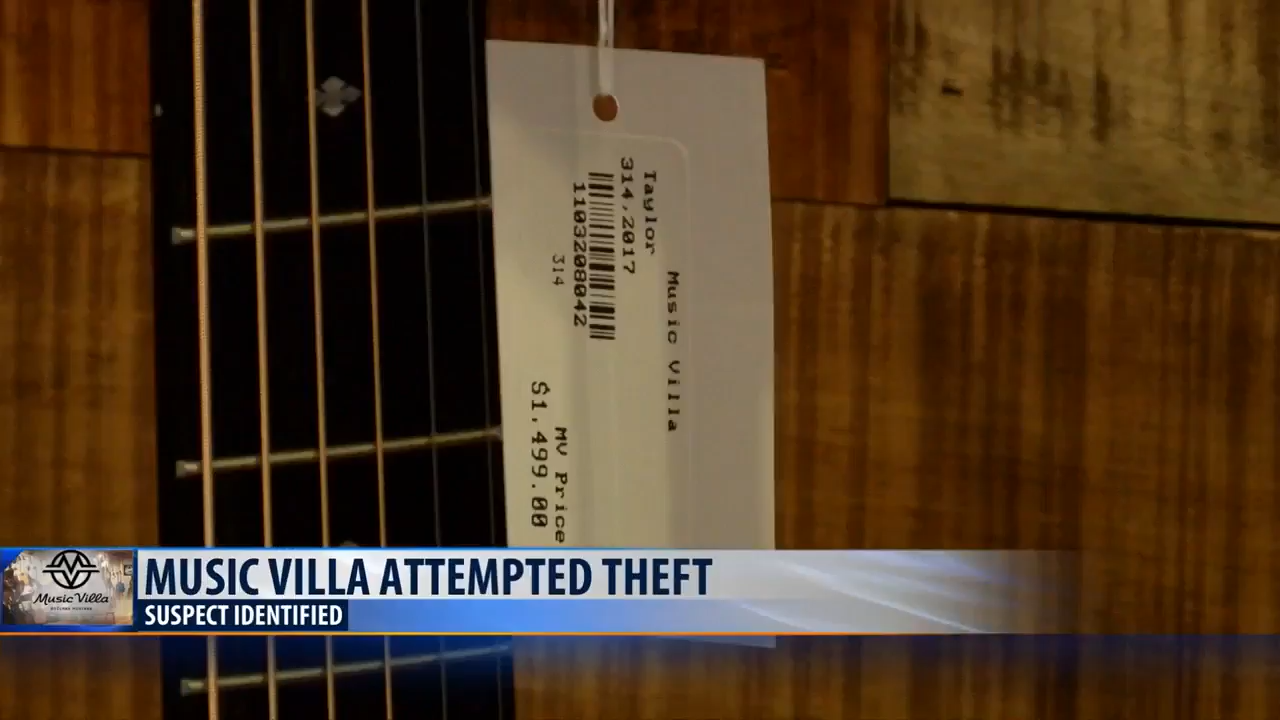 Music Villa
Taylor
314,2017
1103208042
314
MV Price
$1,499.00
Music Villa
MUSIC VILLA ATTEMPTED THEFT
SUSPECT IDENTIFIED